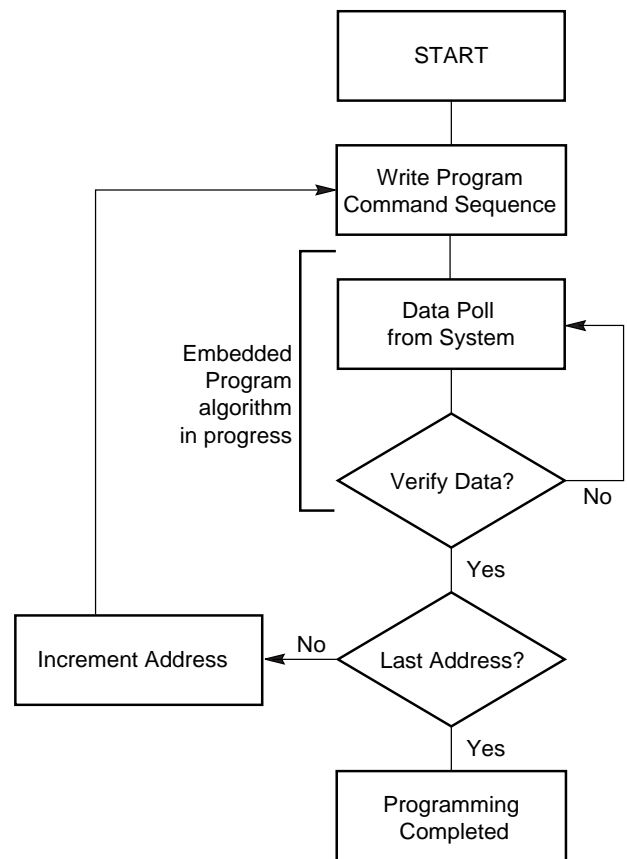 START
Write Program
Command Sequence
Data Poll
from System
Embedded
Program
algorithm
in progress
Verify Data?
No
Yes
Increment Address
No
Last Address?
Yes
Programming
Completed